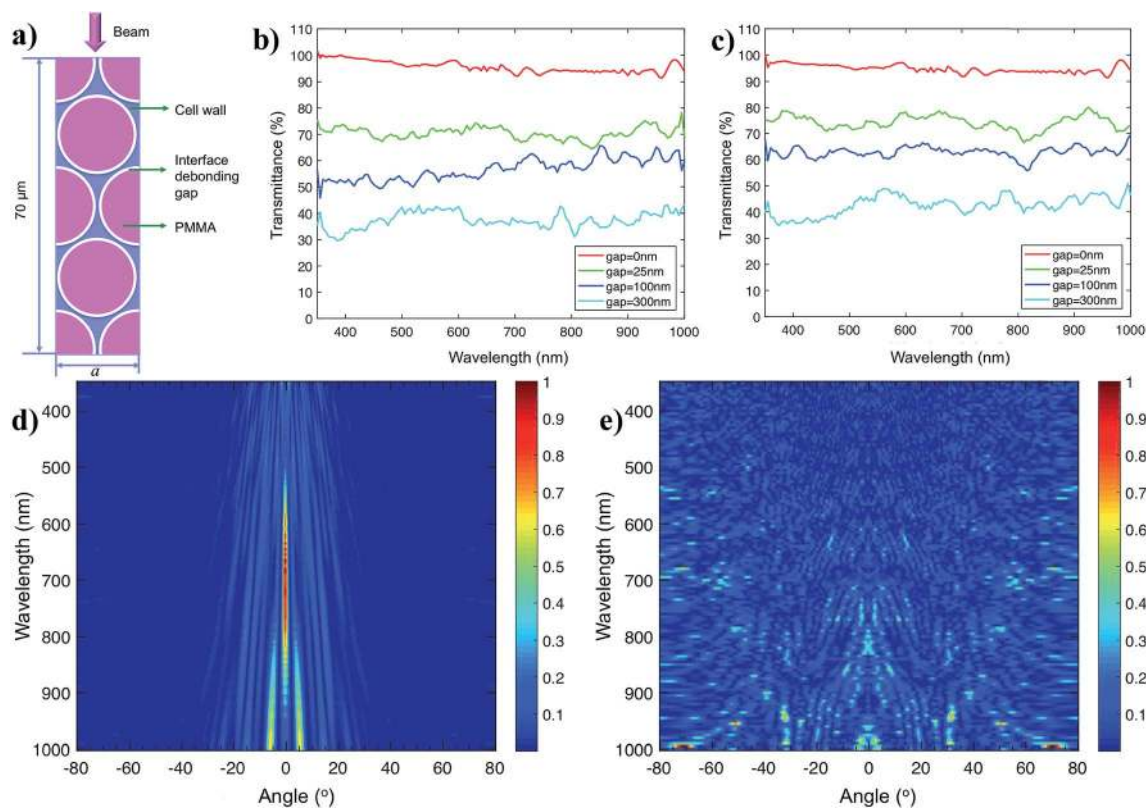 a)
Beam
Cell wall
Interface
debonding
gap
PMMA
70 µm
a
b)
110
100
90
80
70
60
50
40
30
20
10
0
Transmittance (%)
400 500 600 700 800 900 1000
Wavelength (nm)
gap=0nm
gap=25nm
gap=100nm
gap=300nm
c)
110
100
90
80
70
60
50
40
30
20
10
0
Transmittance (%)
400 500 600 700 800 900 1000
Wavelength (nm)
gap=0nm
gap=25nm
gap=100nm
gap=300nm
d)
400
500
600
700
800
900
1000
Wavelength (nm)
-80 -60 -40 -20 0 20 40 60 80
Angle (°)
1
0.9
0.8
0.7
0.6
0.5
0.4
0.3
0.2
0.1
e)
400
500
600
700
800
900
1000
Wavelength (nm)
-80 -60 -40 -20 0 20 40 60 80
Angle (°)
1
0.9
0.8
0.7
0.6
0.5
0.4
0.3
0.2
0.1